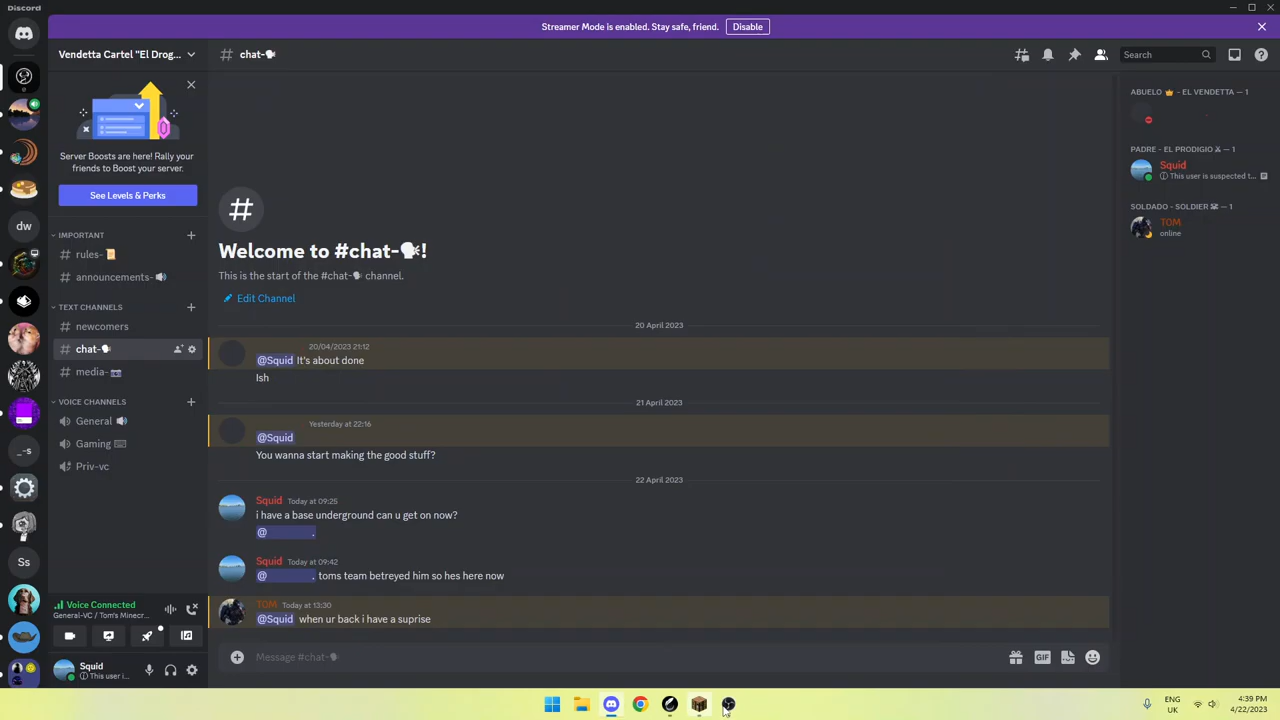 Discord
Streamer Mode is enabled. Stay safe, friend.
Disable
Vendetta Cartel "El Drog...
chat-🗣
Search
Server Boosts are here! Rally your
friends to Boost your server.
See Levels & Perks
IMPORTANT
rules-📜
announcements-📢
TEXT CHANNELS
newcomers
chat-🗣
media-📷
VOICE CHANNELS
General 🔊
Gaming ⌨
Priv-vc
Voice Connected
General-VC / Tom's Minecr...
Squid
This user i...
dw
_-s
Ss
Welcome to #chat-🗣!
This is the start of the #chat-🗣 channel.
Edit Channel
20 April 2023
20/04/2023 21:12
@Squid It's about done
Ish
21 April 2023
Yesterday at 22:16
@Squid
You wanna start making the good stuff?
22 April 2023
Squid Today at 09:25
i have a base underground can u get on now?
@ .
Squid Today at 09:42
@ . toms team betreyed him so hes here now
TOM Today at 13:30
@Squid when ur back i have a suprise
Message #chat-🗣
GIF
ABUELO 👑 - EL VENDETTA — 1
PADRE - EL PRODIGIO ⚔ — 1
Squid
This user is suspected t...
SOLDADO - SOLDIER 🔫 — 1
TOM
online
ENG
UK
4:39 PM
4/22/2023